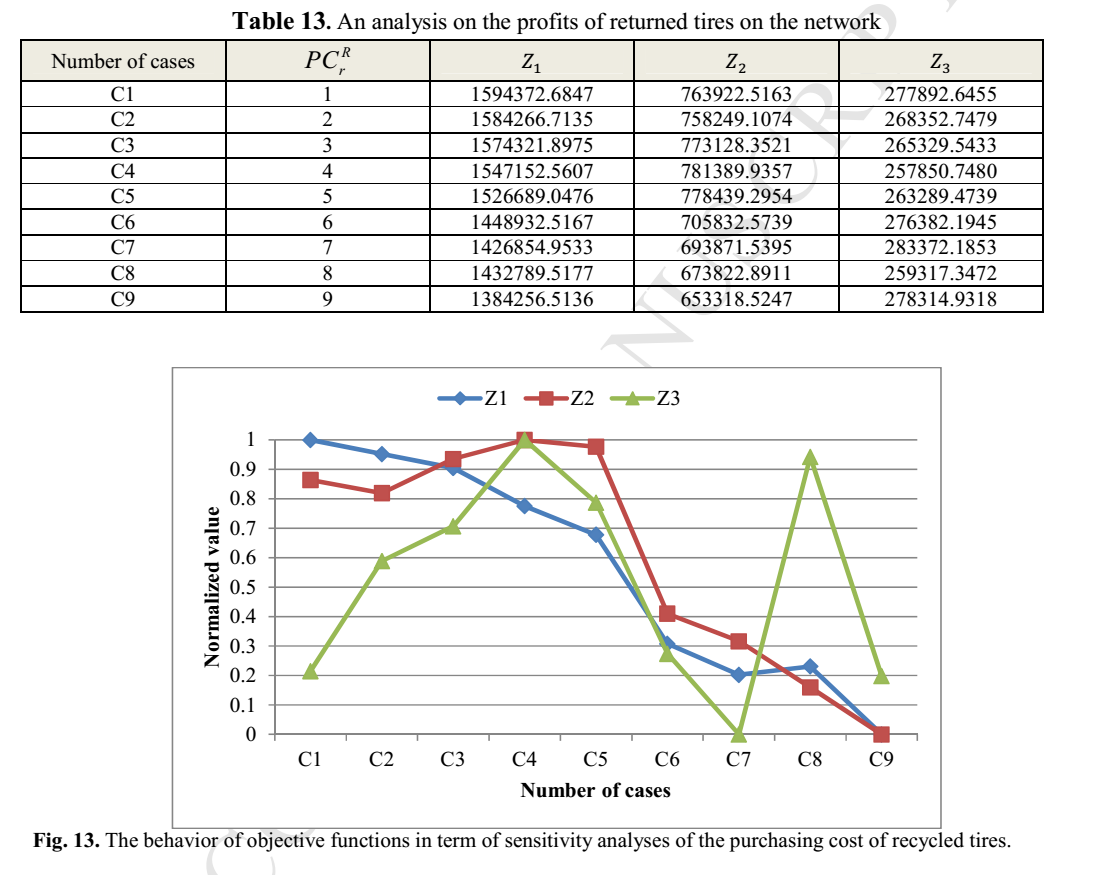 Table 13. An analysis on the profits of returned tires on the network
Number of cases PC_r^R Z₁ Z₂ Z₃
C1 1 1594372.6847 763922.5163 277892.6455
C2 2 1584266.7135 758249.1074 268352.7479
C3 3 1574321.8975 773128.3521 265329.5433
C4 4 1547152.5607 781389.9357 257850.7480
C5 5 1526689.0476 778439.2954 263289.4739
C6 6 1448932.5167 705832.5739 276382.1945
C7 7 1426854.9533 693871.5395 283372.1853
C8 8 1432789.5177 673822.8911 259317.3472
C9 9 1384256.5136 653318.5247 278314.9318
Z1 Z2 Z3
Normalized value
1
0.9
0.8
0.7
0.6
0.5
0.4
0.3
0.2
0.1
0
C1 C2 C3 C4 C5 C6 C7 C8 C9
Number of cases
Fig. 13. The behavior of objective functions in term of sensitivity analyses of the purchasing cost of recycled tires.